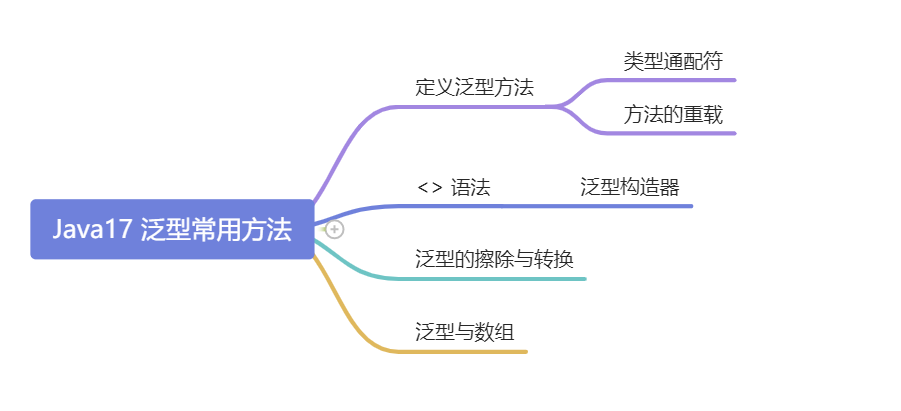 Java17 泛型常用方法
定义泛型方法
类型通配符
方法的重载
<> 语法
泛型构造器
泛型的擦除与转换
泛型与数组